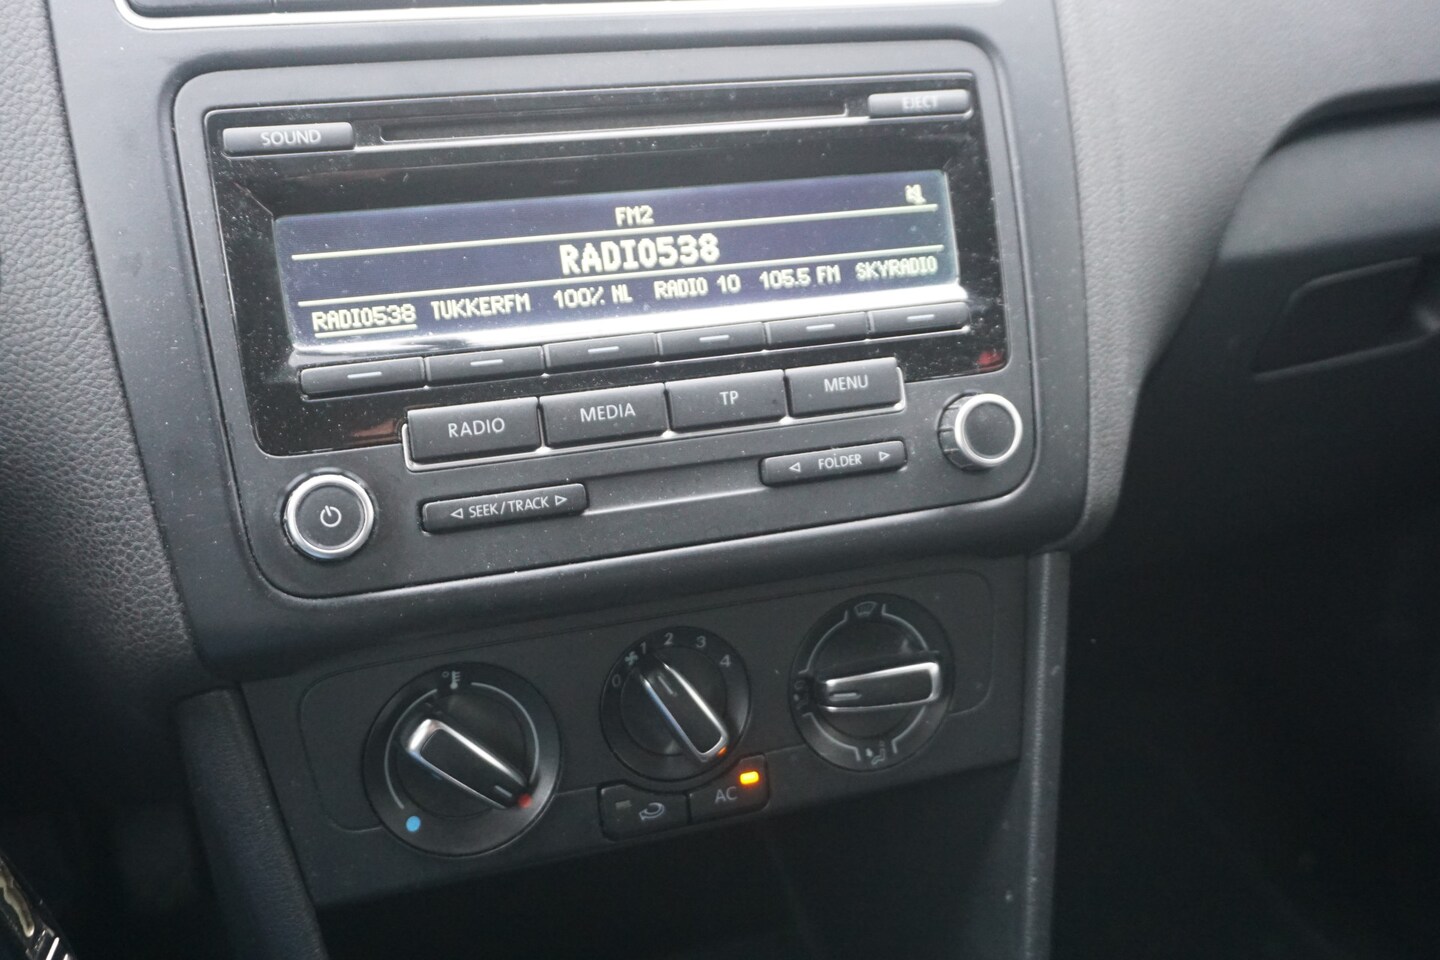 SOUND
EJECT
FM2
RADIO538
RADIO538 TUKKERFM 100% NL RADIO 10 105.5 FM SKYRADIO
RADIO MEDIA TP MENU
SEEK/TRACK
FOLDER
0 1 2 3 4
AC